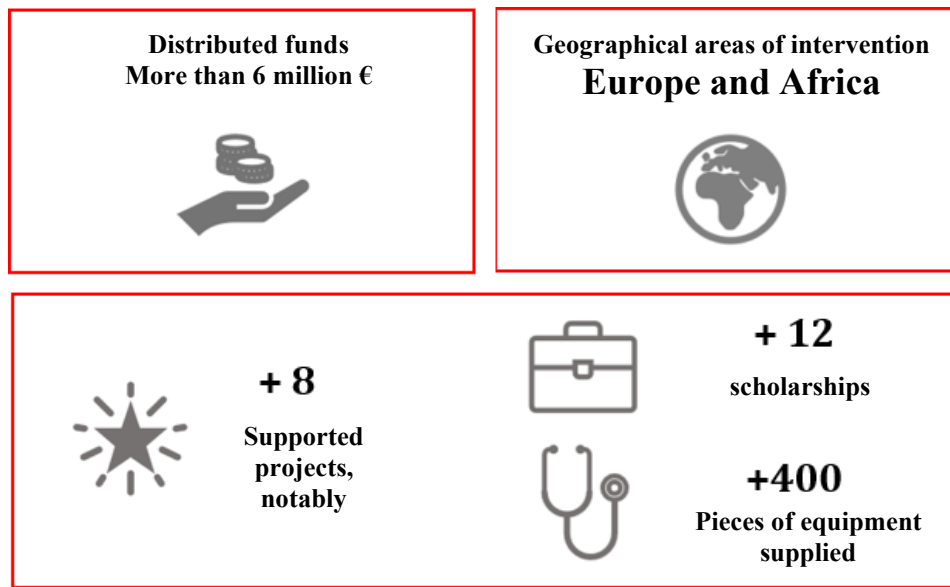 Distributed funds
More than 6 million €
Geographical areas of intervention
Europe and Africa
+ 8
Supported
projects,
notably
+ 12
scholarships
+400
Pieces of equipment
supplied